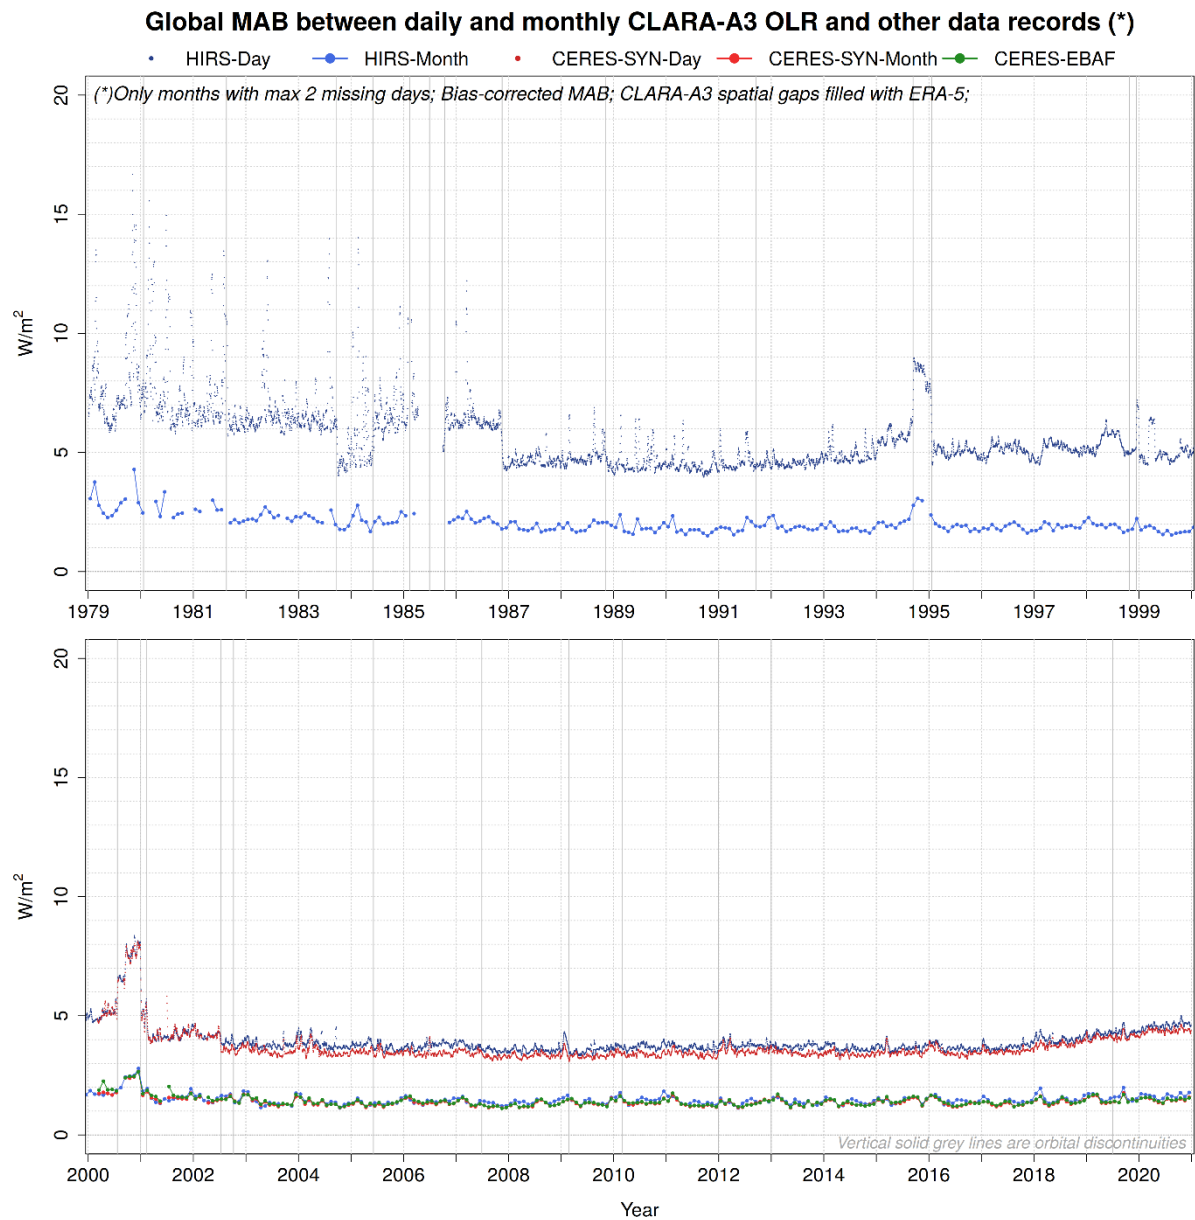 Global MAB between daily and monthly CLARA-A3 OLR and other data records (*)
HIRS-Day HIRS-Month CERES-SYN-Day CERES-SYN-Month CERES-EBAF
(*)Only months with max 2 missing days; Bias-corrected MAB; CLARA-A3 spatial gaps filled with ERA-5;
20
15
10
5
0
W/m²
1979 1981 1983 1985 1987 1989 1991 1993 1995 1997 1999
20
15
10
5
0
W/m²
Vertical solid grey lines are orbital discontinuities
2000 2002 2004 2006 2008 2010 2012 2014 2016 2018 2020
Year